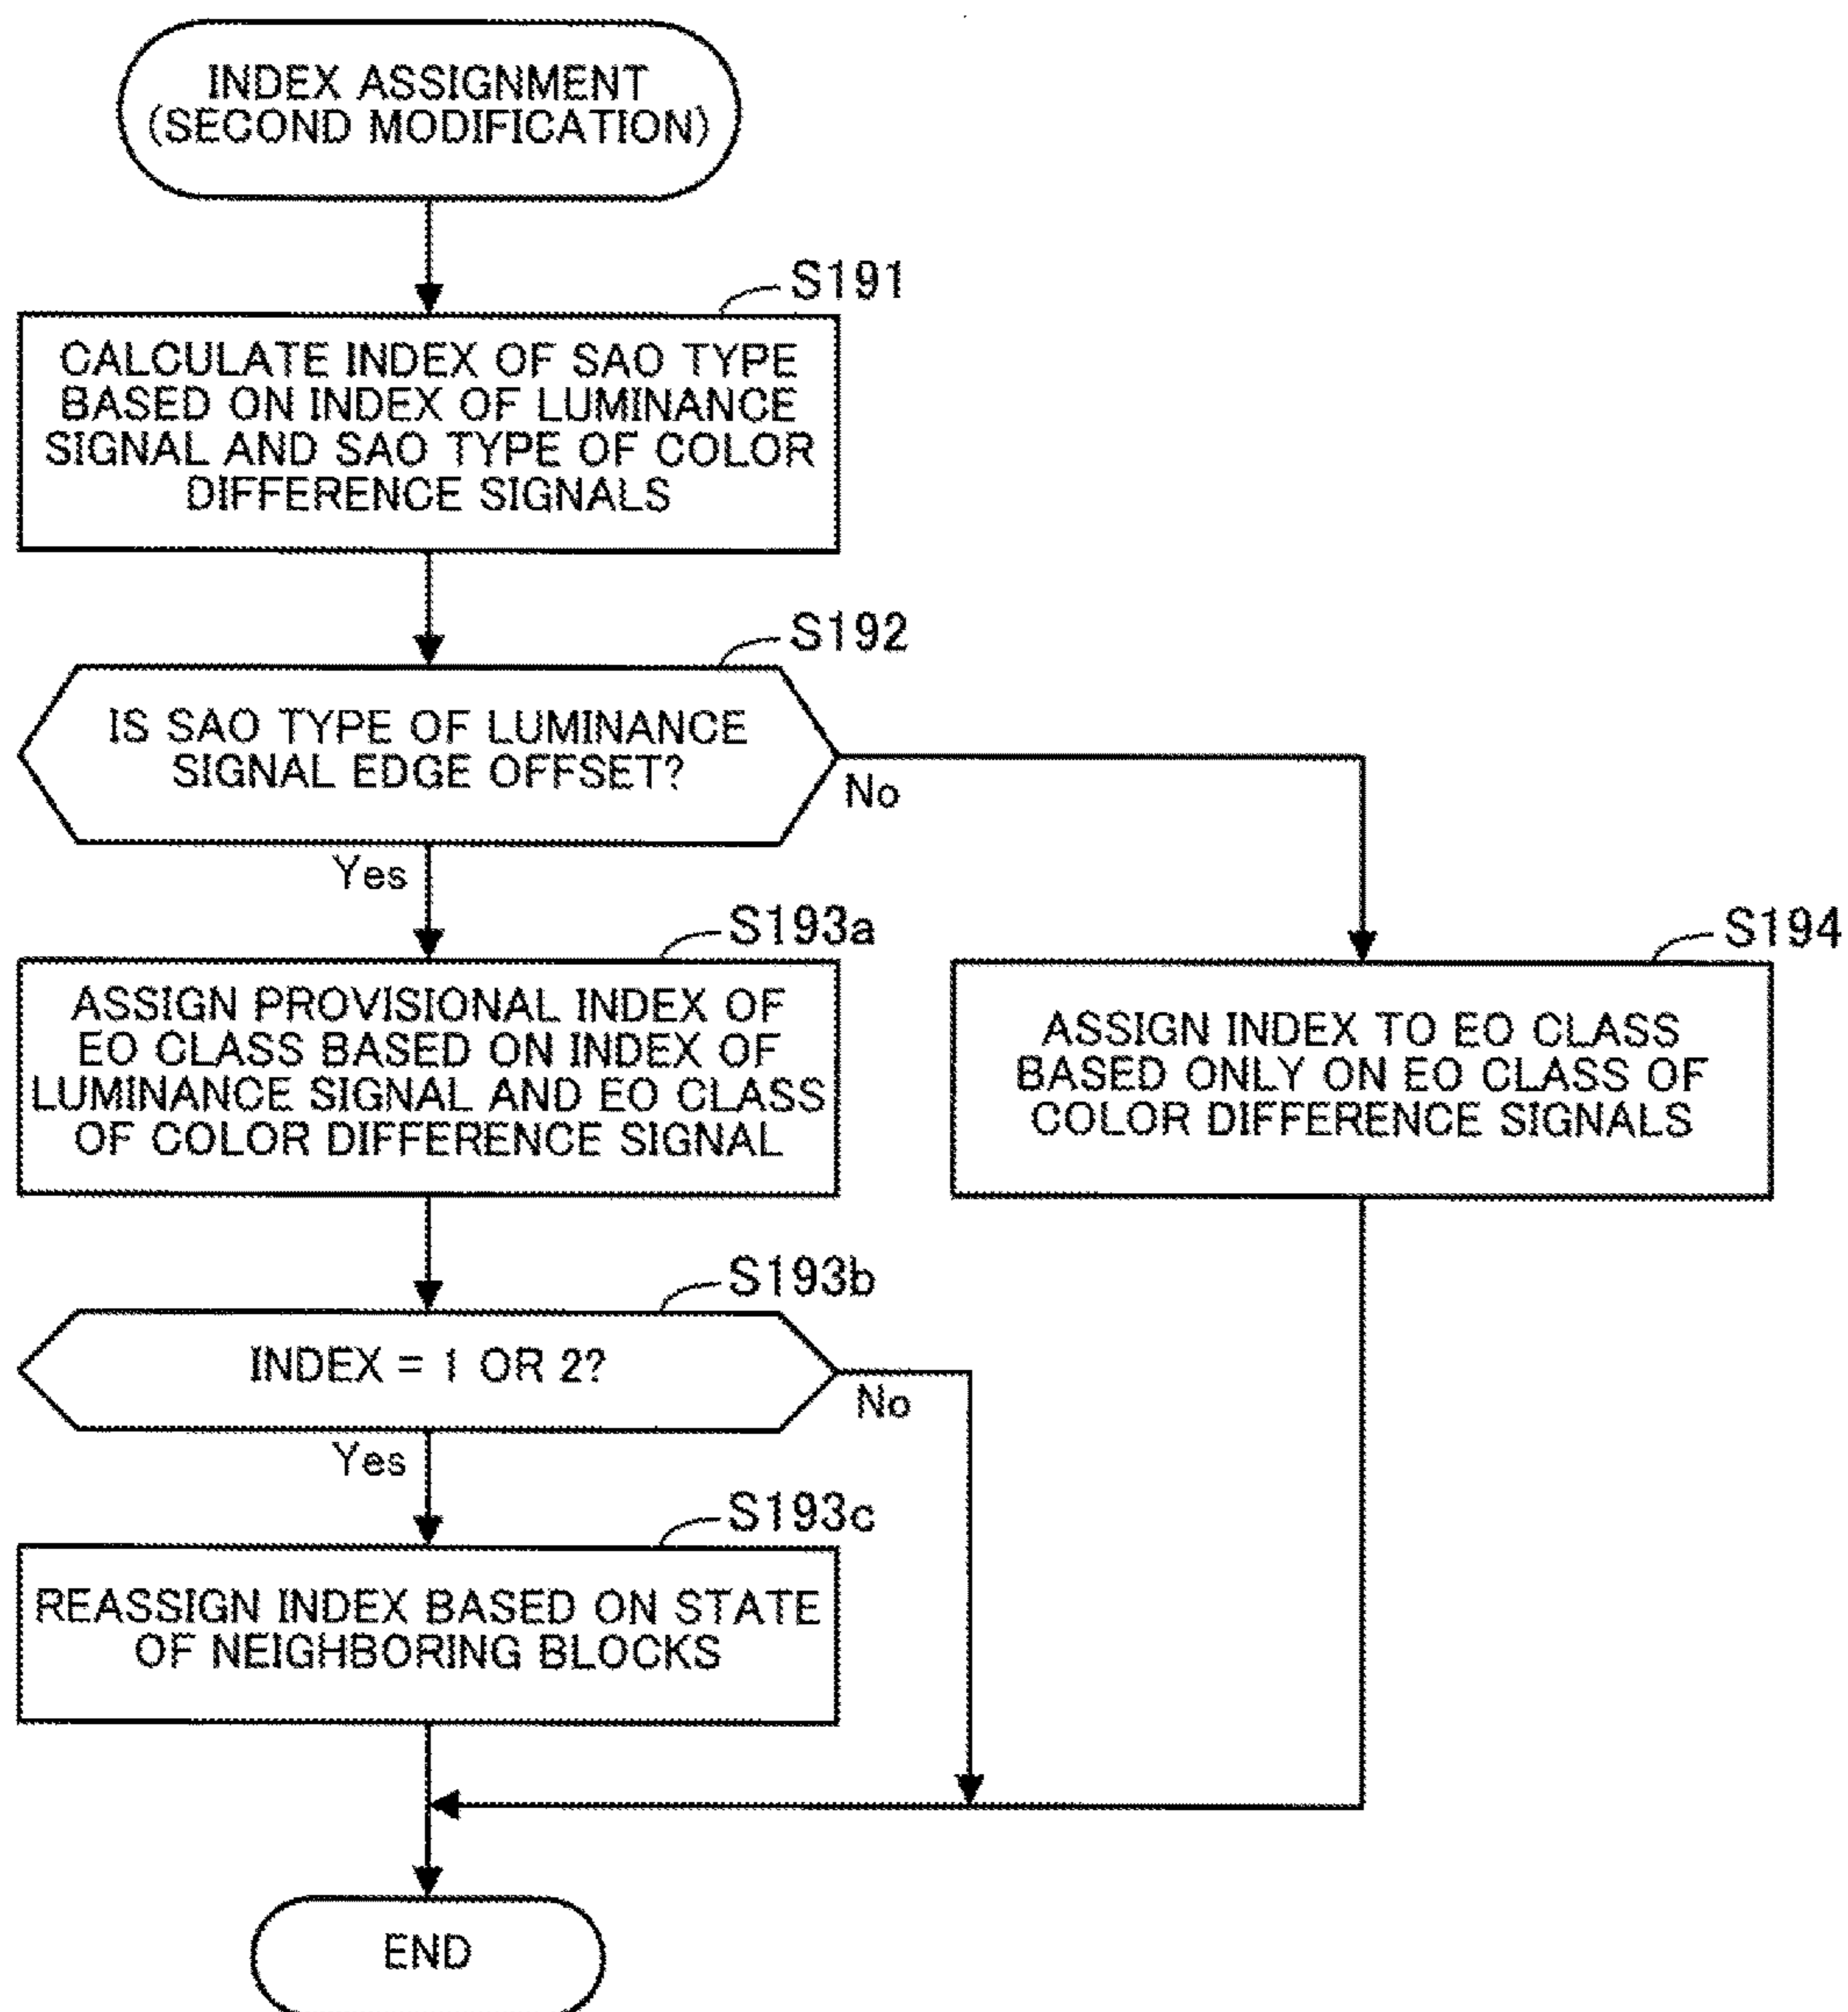 INDEX ASSIGNMENT
(SECOND MODIFICATION)
S191
CALCULATE INDEX OF SAO TYPE
BASED ON INDEX OF LUMINANCE
SIGNAL AND SAO TYPE OF COLOR
DIFFERENCE SIGNALS
S192
IS SAO TYPE OF LUMINANCE
SIGNAL EDGE OFFSET?
No
Yes
S193a
ASSIGN PROVISIONAL INDEX OF
EO CLASS BASED ON INDEX OF
LUMINANCE SIGNAL AND EO CLASS
OF COLOR DIFFERENCE SIGNAL
S194
ASSIGN INDEX TO EO CLASS
BASED ONLY ON EO CLASS OF
COLOR DIFFERENCE SIGNALS
S193b
INDEX = 1 OR 2?
No
Yes
S193c
REASSIGN INDEX BASED ON STATE
OF NEIGHBORING BLOCKS
END